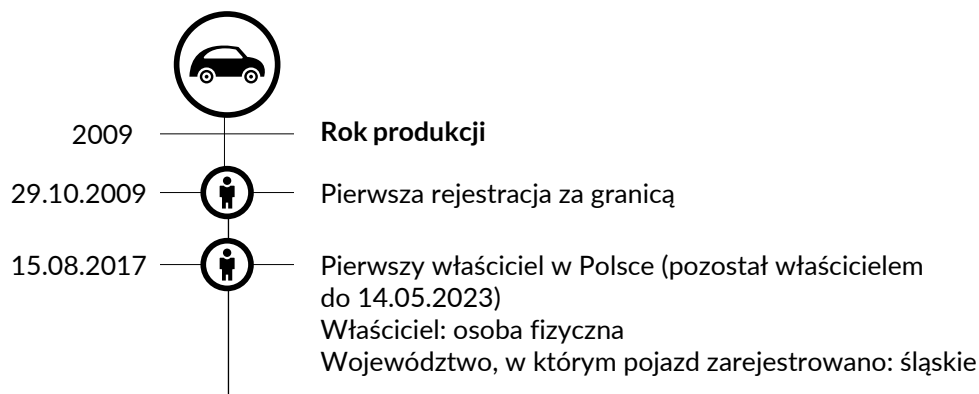 2009 Rok produkcji
29.10.2009 Pierwsza rejestracja za granicą
15.08.2017 Pierwszy właściciel w Polsce (pozostał właścicielem
do 14.05.2023)
Właściciel: osoba fizyczna
Województwo, w którym pojazd zarejestrowano: śląskie